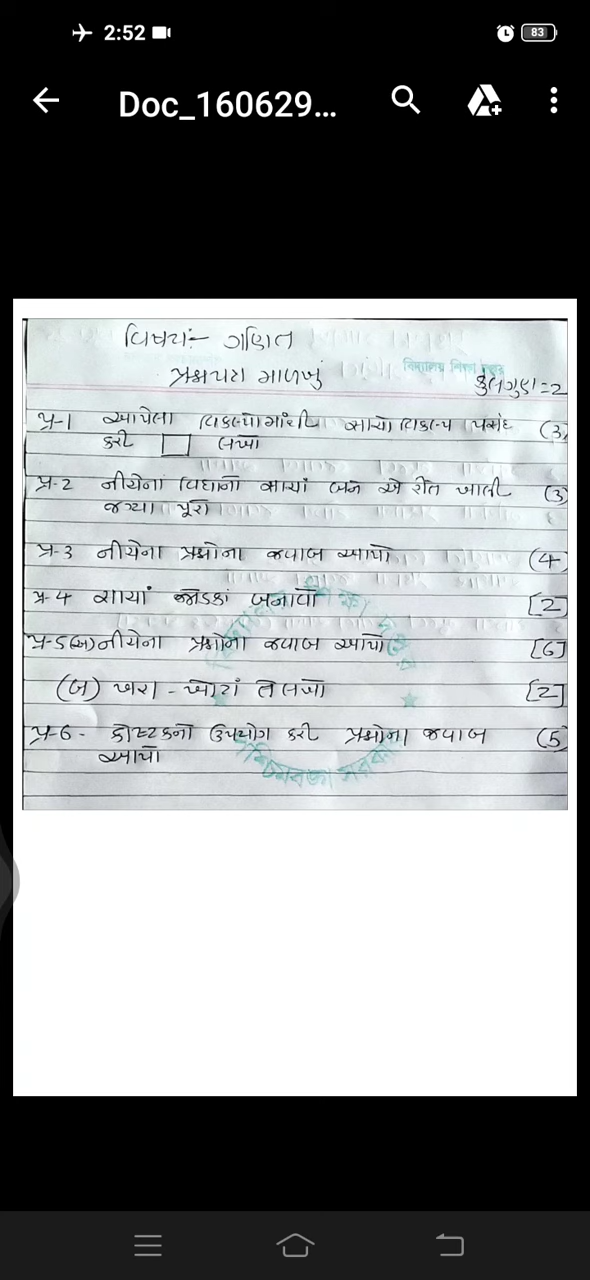 2:52
83
Doc_160629...
વિષયઃ- ગણિત
પ્રશ્નપત્ર માળખું
કુલગુણ=2
પ્ર-1 આપેલા વિકલ્પોમાંથી સાચો વિકલ્પ પસંદ (3)
કરી □ લખો
પ્ર-2 નીચેનાં વિધાનો સાચાં બને એ રીતે ખાલી (3)
જગ્યા પૂરો
પ્ર-3 નીચેના પ્રશ્નોના જવાબ આપો (4
પ્ર-4 સાચાં જોડકાં બનાવો [2]
પ્ર-5(અ) નીચેના પ્રશ્નોના જવાબ આપો [6]
(બ) ખરા - ખોટાં તે લખો [2]
પ્ર-6- કોષ્ટકનો ઉપયોગ કરી પ્રશ્નોના જવાબ (5)
આપો